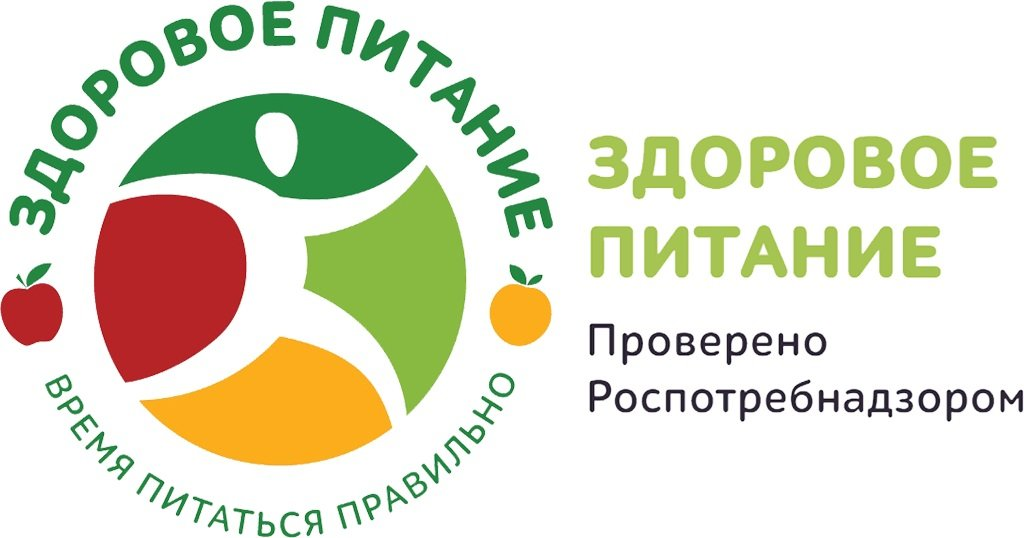 ЗДОРОВОЕ ПИТАНИЕ
ВРЕМЯ ПИТАТЬСЯ ПРАВИЛЬНО
ЗДОРОВОЕ
ПИТАНИЕ
Проверено
Роспотребнадзором